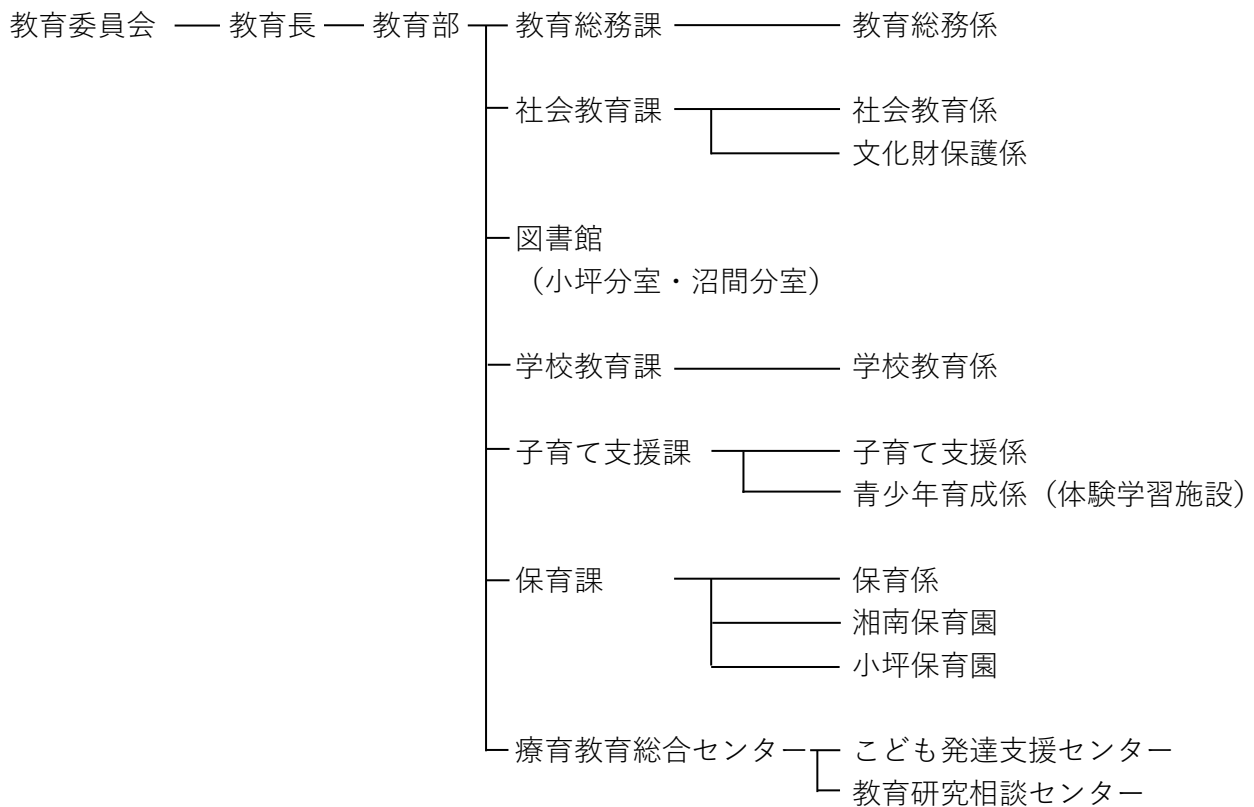 教育委員会 教育長 教育部 教育総務課 教育総務係
社会教育課 社会教育係
文化財保護係
図書館
（小坪分室・沼間分室）
学校教育課 学校教育係
子育て支援課 子育て支援係
青少年育成係（体験学習施設）
保育課 保育係
湘南保育園
小坪保育園
療育教育総合センター こども発達支援センター
教育研究相談センター